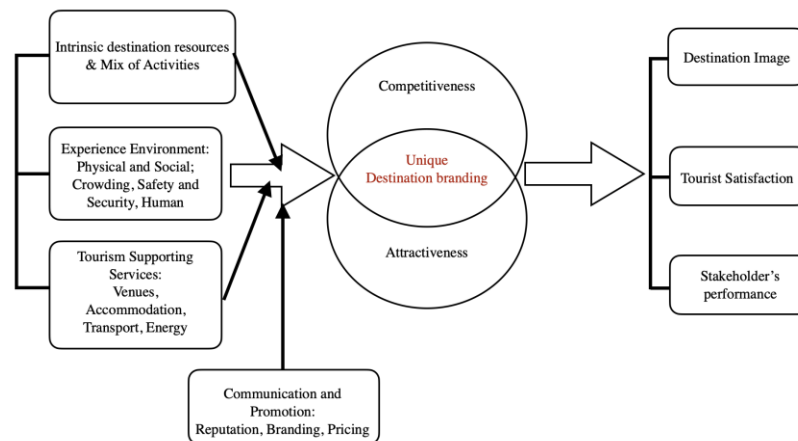 Intrinsic destination resources
& Mix of Activities
Experience Environment:
Physical and Social;
Crowding, Safety and
Security, Human
Tourism Supporting
Services:
Venues,
Accommodation,
Transport, Energy
Communication and
Promotion:
Reputation, Branding, Pricing
Competitiveness
Unique
Destination branding
Attractiveness
Destination Image
Tourist Satisfaction
Stakeholder's
performance